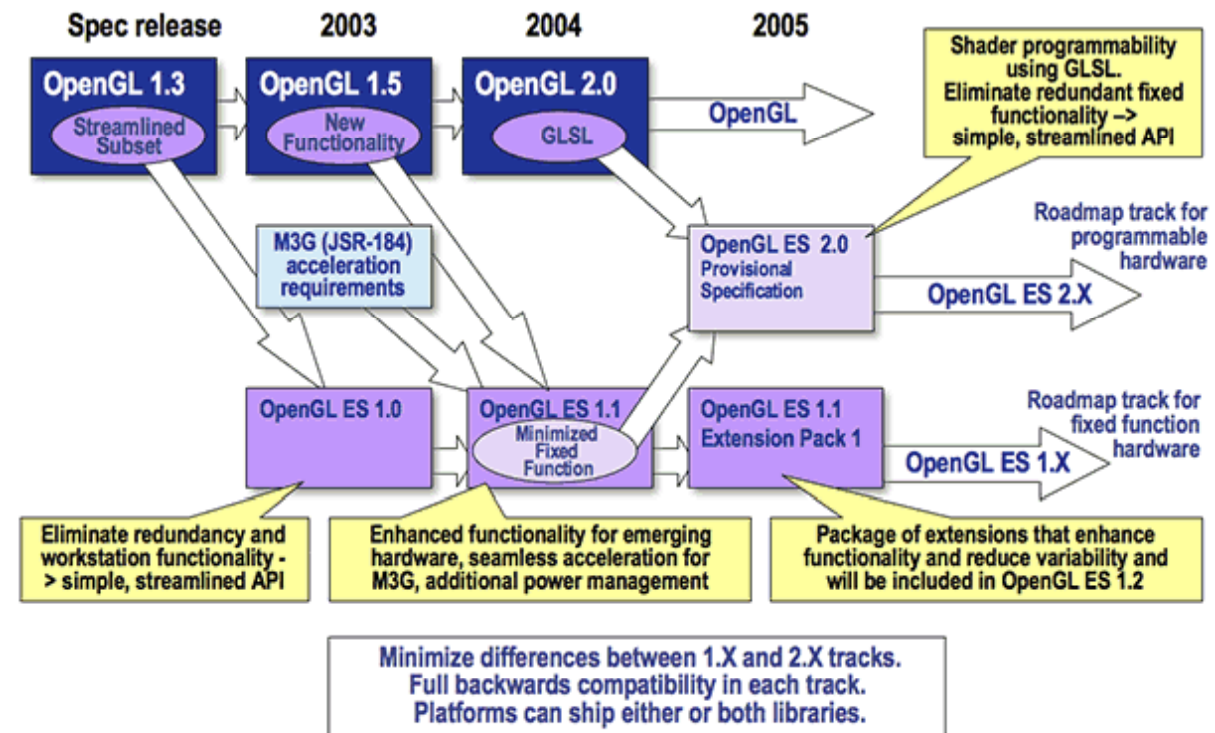 Spec release
2003
2004
2005
OpenGL 1.3
Streamlined
Subset
OpenGL 1.5
New
Functionality
OpenGL 2.0
GLSL
OpenGL
Shader programmability
using GLSL.
Eliminate redundant fixed
functionality –>
simple, streamlined API
M3G (JSR-184)
acceleration
requirements
OpenGL ES 2.0
Provisional
Specification
Roadmap track for
programmable
hardware
OpenGL ES 2.X
OpenGL ES 1.0
OpenGL ES 1.1
Minimized
Fixed
Function
OpenGL ES 1.1
Extension Pack 1
Roadmap track for
fixed function
hardware
OpenGL ES 1.X
Eliminate redundancy and
workstation functionality -
> simple, streamlined API
Enhanced functionality for emerging
hardware, seamless acceleration for
M3G, additional power management
Package of extensions that enhance
functionality and reduce variability and
will be included in OpenGL ES 1.2
Minimize differences between 1.X and 2.X tracks.
Full backwards compatibility in each track.
Platforms can ship either or both libraries.